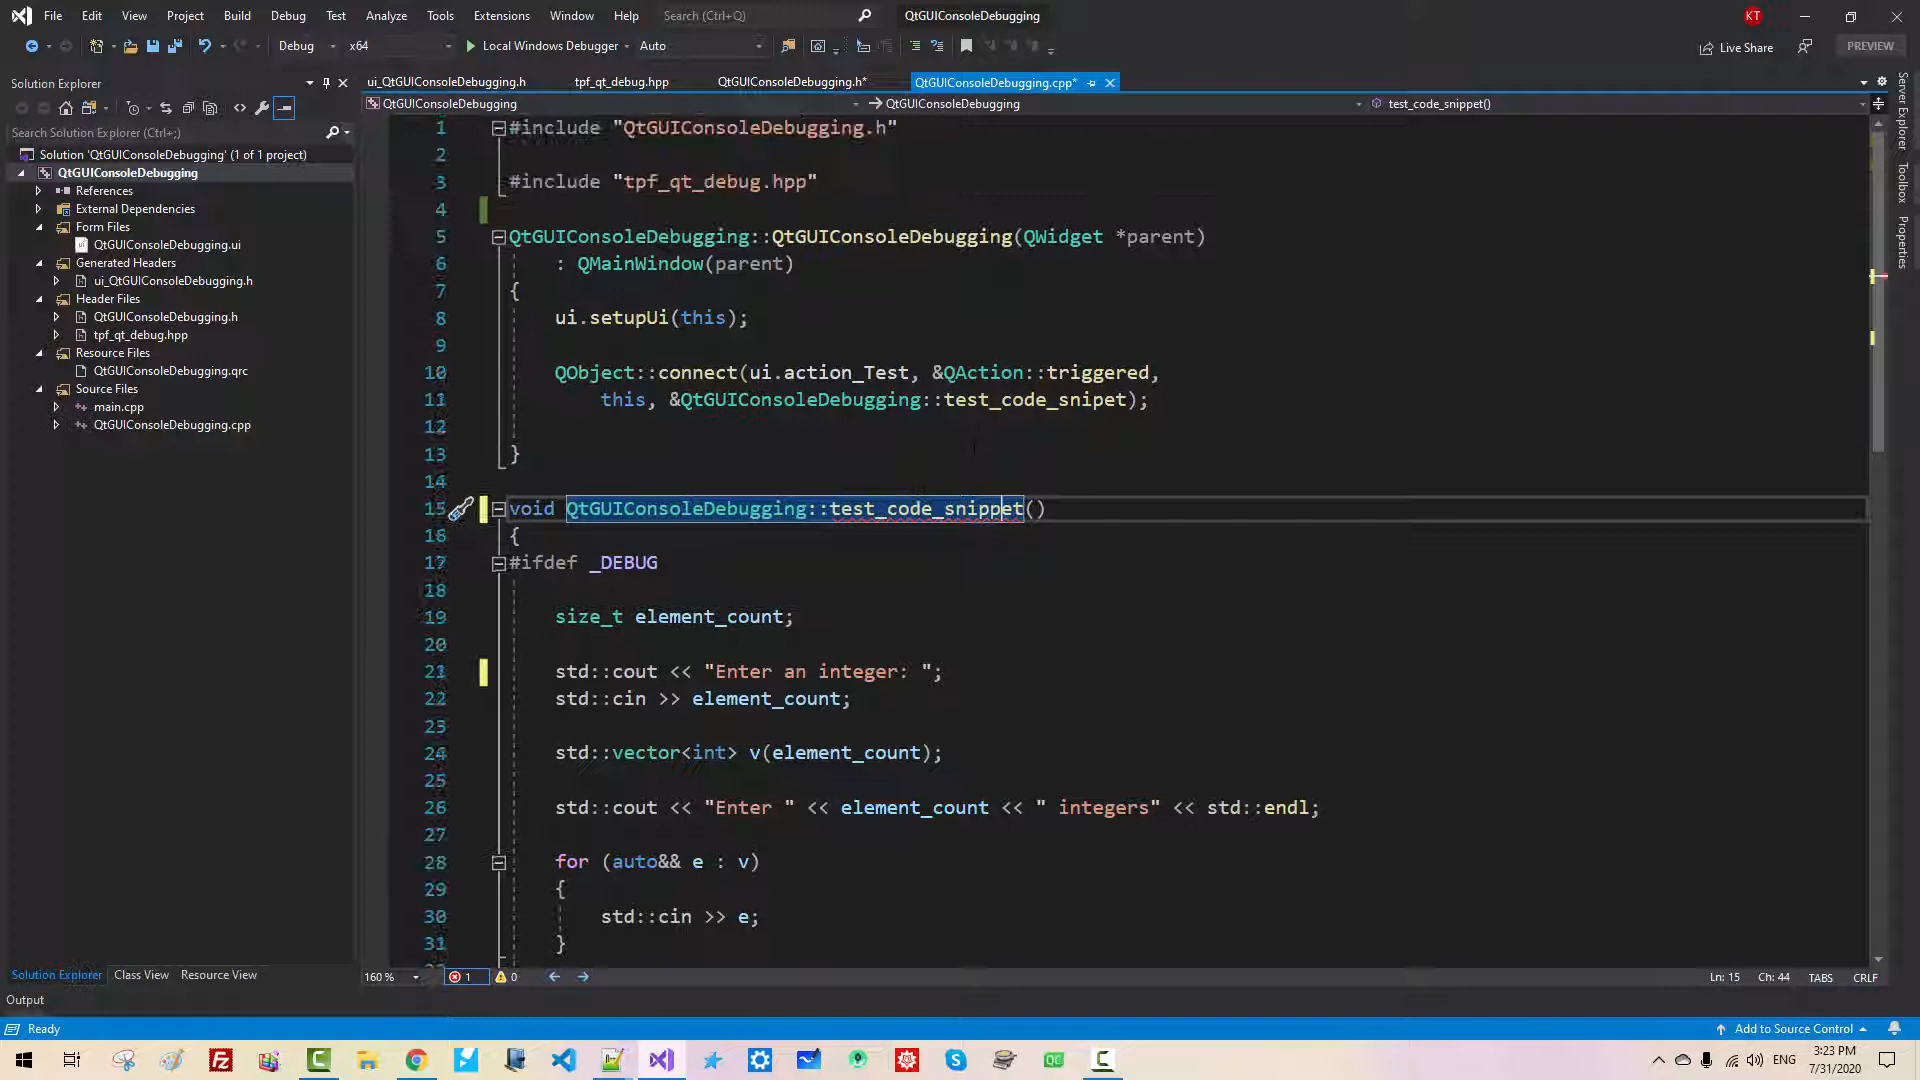 File Edit View Project Build Debug Test Analyze Tools Extensions Window Help Search (Ctrl+Q) QtGUIConsoleDebugging KT
Debug x64 Local Windows Debugger Auto Live Share PREVIEW
Solution Explorer
ui_QtGUIConsoleDebugging.h tpf_qt_debug.hpp QtGUIConsoleDebugging.h* QtGUIConsoleDebugging.cpp*
QtGUIConsoleDebugging QtGUIConsoleDebugging test_code_snippet()
Search Solution Explorer (Ctrl+;)
Solution 'QtGUIConsoleDebugging' (1 of 1 project)
QtGUIConsoleDebugging
References
External Dependencies
Form Files
QtGUIConsoleDebugging.ui
Generated Headers
ui_QtGUIConsoleDebugging.h
Header Files
QtGUIConsoleDebugging.h
tpf_qt_debug.hpp
Resource Files
QtGUIConsoleDebugging.qrc
Source Files
main.cpp
QtGUIConsoleDebugging.cpp
1 #include "QtGUIConsoleDebugging.h"
2
3 #include "tpf_qt_debug.hpp"
4
5 QtGUIConsoleDebugging::QtGUIConsoleDebugging(QWidget *parent)
6 : QMainWindow(parent)
7 {
8 ui.setupUi(this);
9
10 QObject::connect(ui.action_Test, &QAction::triggered,
11 this, &QtGUIConsoleDebugging::test_code_snipet);
12
13 }
14
15 void QtGUIConsoleDebugging::test_code_snippet()
16 {
17 #ifdef _DEBUG
18
19 size_t element_count;
20
21 std::cout << "Enter an integer: ";
22 std::cin >> element_count;
23
24 std::vector<int> v(element_count);
25
26 std::cout << "Enter " << element_count << " integers" << std::endl;
27
28 for (auto&& e : v)
29 {
30 std::cin >> e;
31 }
Server Explorer
Toolbox
Properties
Solution Explorer Class View Resource View
160 % 1 0 Ln: 15 Ch: 44 TABS CRLF
Output
Ready Add to Source Control
ENG 3:23 PM
7/31/2020